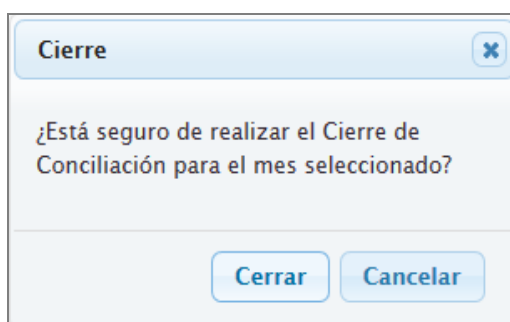 Cierre
¿Está seguro de realizar el Cierre de
Conciliación para el mes seleccionado?
Cerrar Cancelar